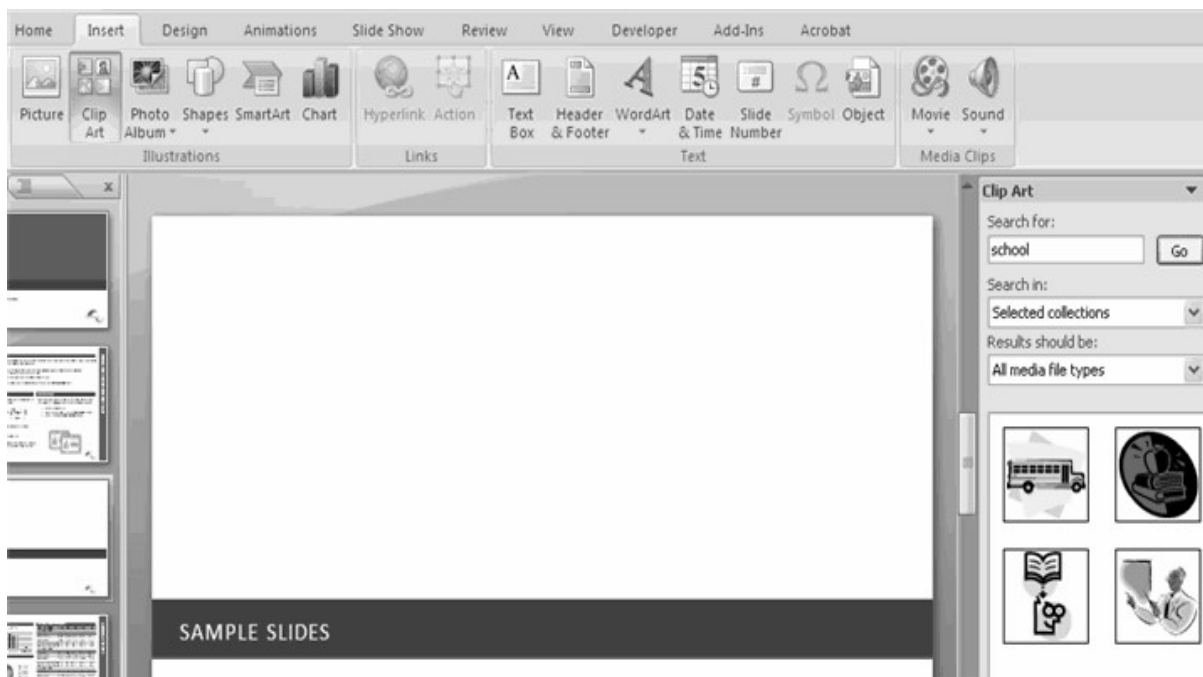 Home Insert Design Animations Slide Show Review View Developer Add-Ins Acrobat
Picture Clip Art Photo Album Shapes SmartArt Chart Hyperlink Action Text Box Header & Footer WordArt Date & Time Slide Number Symbol Object Movie Sound
Illustrations Links Text Media Clips
Clip Art
Search for:
school Go
Search in:
Selected collections
Results should be:
All media file types
SAMPLE SLIDES